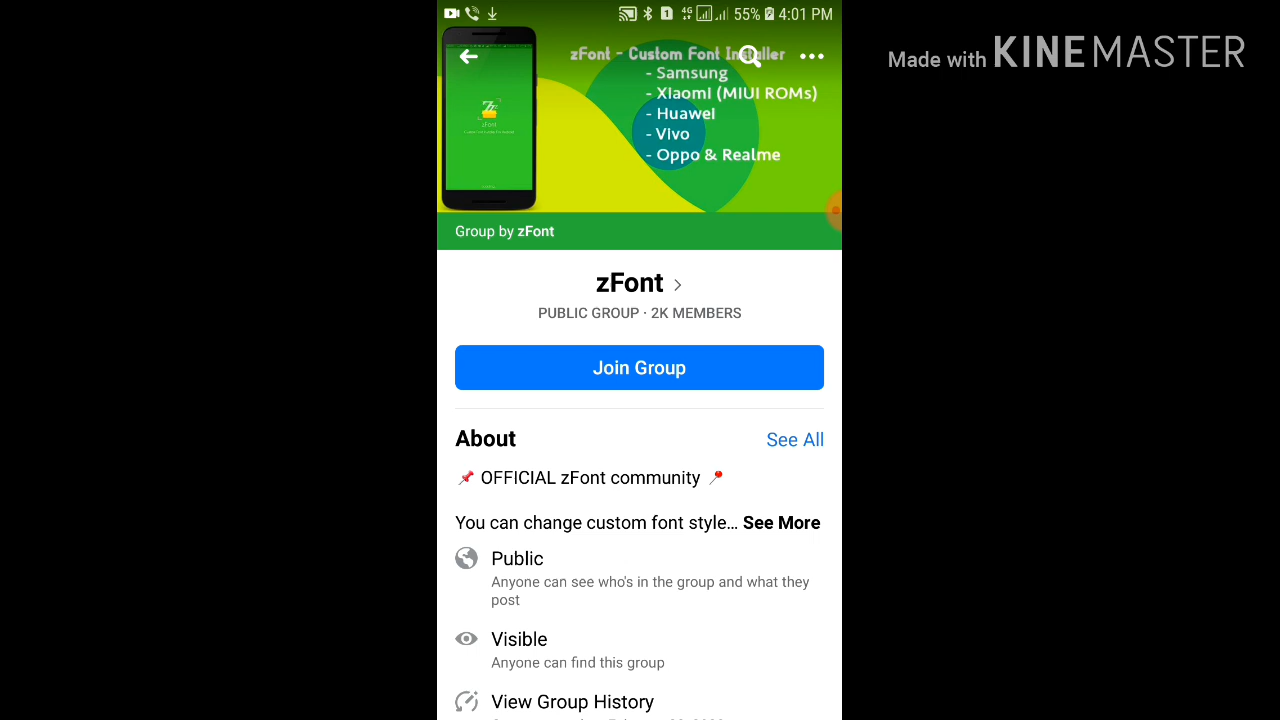 4G 55% 4:01 PM
Made with KINEMASTER
zFont - Custom Font Installer
- Samsung
- Xiaomi (MIUI ROMs)
- Huawei
- Vivo
- Oppo & Realme
zFont
Group by zFont
zFont
PUBLIC GROUP · 2K MEMBERS
Join Group
About
See All
📌 OFFICIAL zFont community 📍
You can change custom font style... See More
Public
Anyone can see who's in the group and what they
post
Visible
Anyone can find this group
View Group History